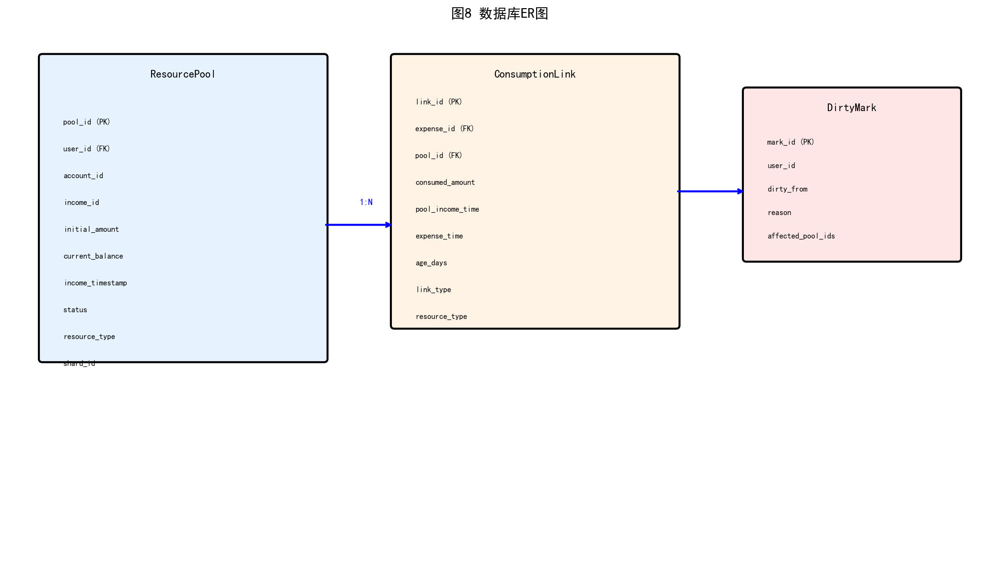 图8 数据库ER图
ResourcePool
pool_id (PK)
user_id (FK)
account_id
income_id
initial_amount
current_balance
income_timestamp
status
resource_type
shard_id
1:N
ConsumptionLink
link_id (PK)
expense_id (FK)
pool_id (FK)
consumed_amount
pool_income_time
expense_time
age_days
link_type
resource_type
DirtyMark
mark_id (PK)
user_id
dirty_from
reason
affected_pool_ids